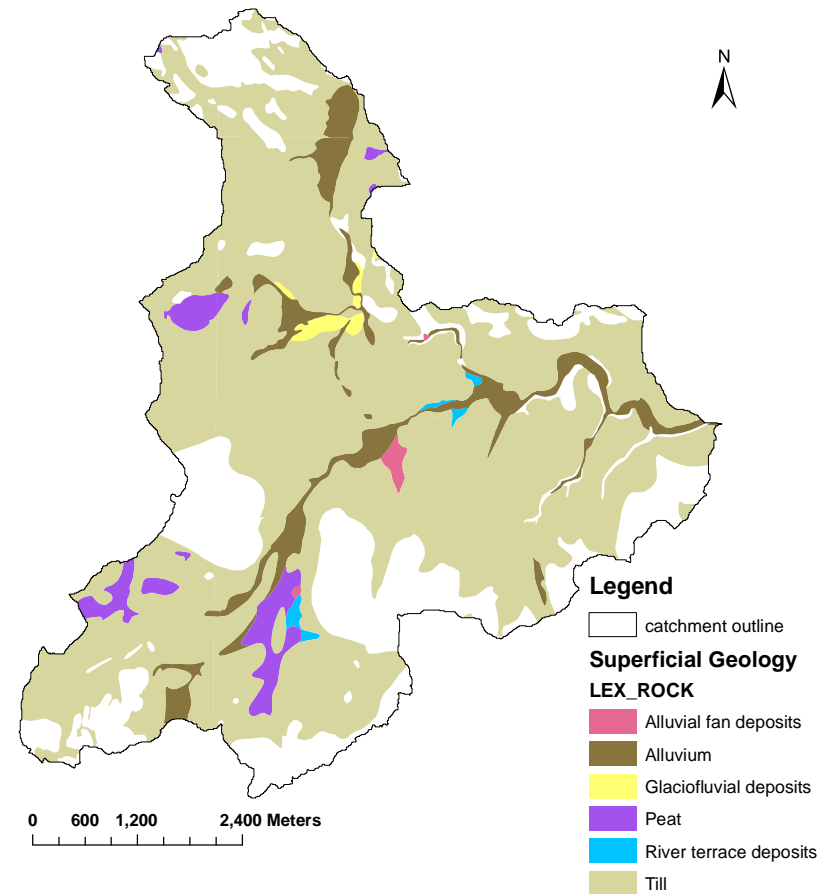 N
Legend
catchment outline
Superficial Geology
LEX_ROCK
Alluvial fan deposits
Alluvium
Glaciofluvial deposits
Peat
River terrace deposits
Till
0 600 1,200 2,400 Meters